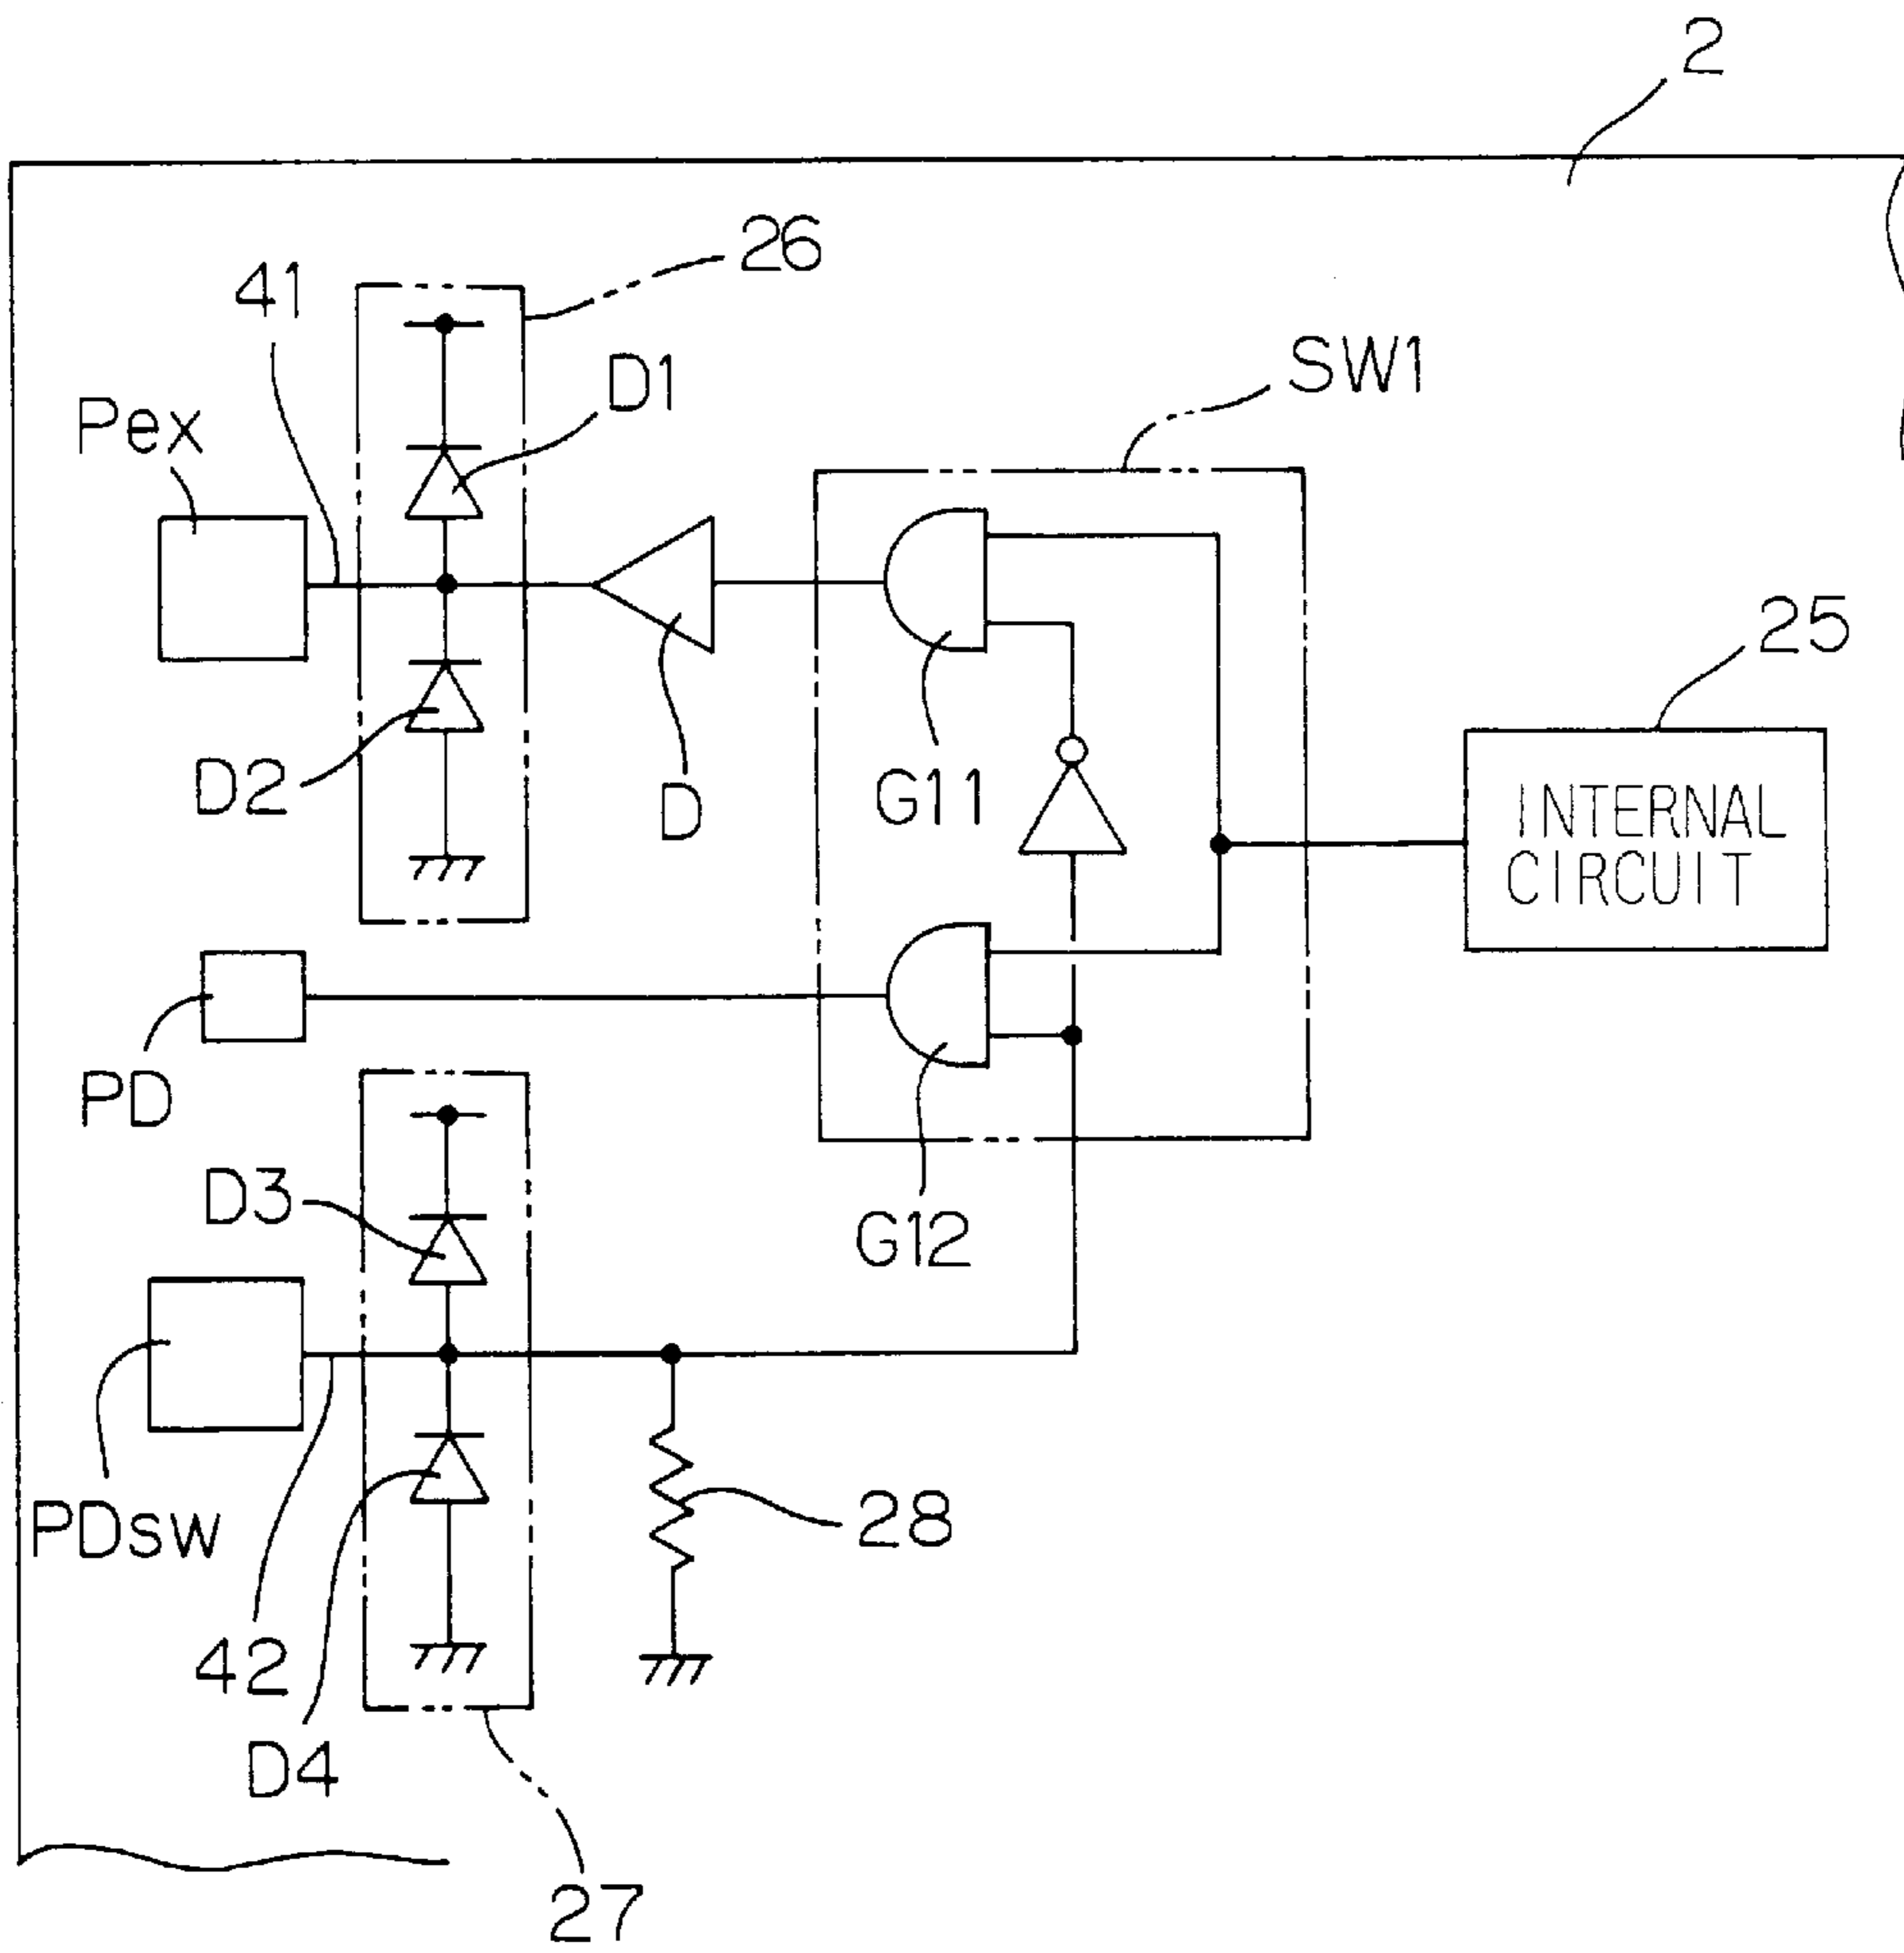 2
26
41
D1
SW1
Pex
25
D2
D
G11
INTERNAL
CIRCUIT
PD
D3
G12
PDsw
28
42
D4
27